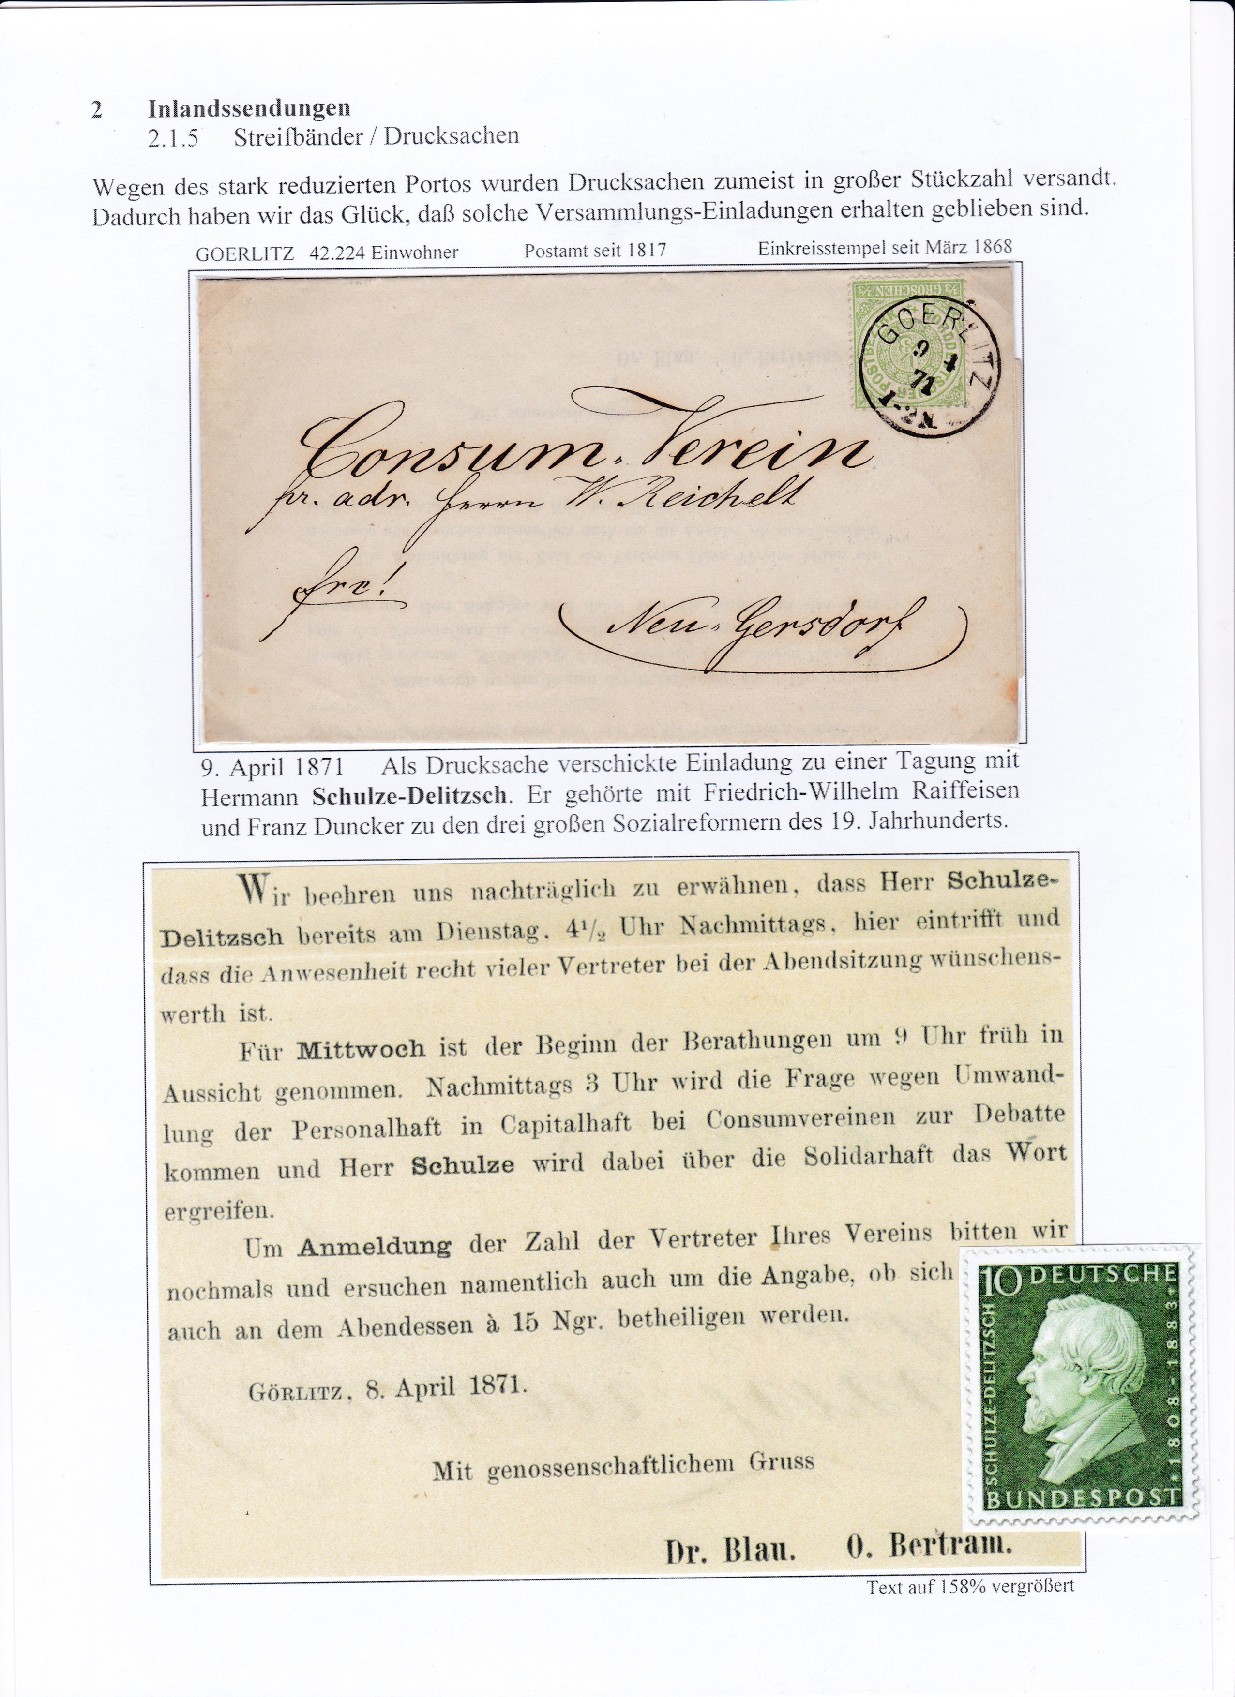 2 Inlandssendungen
2.1.5 Streifbänder / Drucksachen
Wegen des stark reduzierten Portos wurden Drucksachen zumeist in großer Stückzahl versandt.
Dadurch haben wir das Glück, daß solche Versammlungs-Einladungen erhalten geblieben sind.
GOERLITZ 42.224 Einwohner Postamt seit 1817 Einkreisstempel seit März 1868
1/3 GROSCHEN 1/3
GOERLITZ
9 4
71
1-2N
Consum-Verein
pr. adr. Herrn W. Reichelt
frc!
Neu-Gersdorf
9. April 1871 Als Drucksache verschickte Einladung zu einer Tagung mit
Hermann Schulze-Delitzsch. Er gehörte mit Friedrich-Wilhelm Raiffeisen
und Franz Duncker zu den drei großen Sozialreformern des 19. Jahrhunderts.
Wir beehren uns nachträglich zu erwähnen, dass Herr Schulze-
Delitzsch bereits am Dienstag, 4½ Uhr Nachmittags, hier eintrifft und
dass die Anwesenheit recht vieler Vertreter bei der Abendsitzung wünschens-
werth ist.
Für Mittwoch ist der Beginn der Berathungen um 9 Uhr früh in
Aussicht genommen. Nachmittags 3 Uhr wird die Frage wegen Umwand-
lung der Personalhaft in Capitalhaft bei Consumvereinen zur Debatte
kommen und Herr Schulze wird dabei über die Solidarhaft das Wort
ergreifen.
Um Anmeldung der Zahl der Vertreter Ihres Vereins bitten wir
nochmals und ersuchen namentlich auch um die Angabe, ob sich
auch an dem Abendessen à 15 Ngr. betheiligen werden.
GÖRLITZ, 8. April 1871.
Mit genossenschaftlichem Gruss
Dr. Blau. O. Bertram.
10 DEUTSCHE
SCHULZE-DELITZSCH
*1808-1883*
BUNDESPOST
Text auf 158% vergrößert